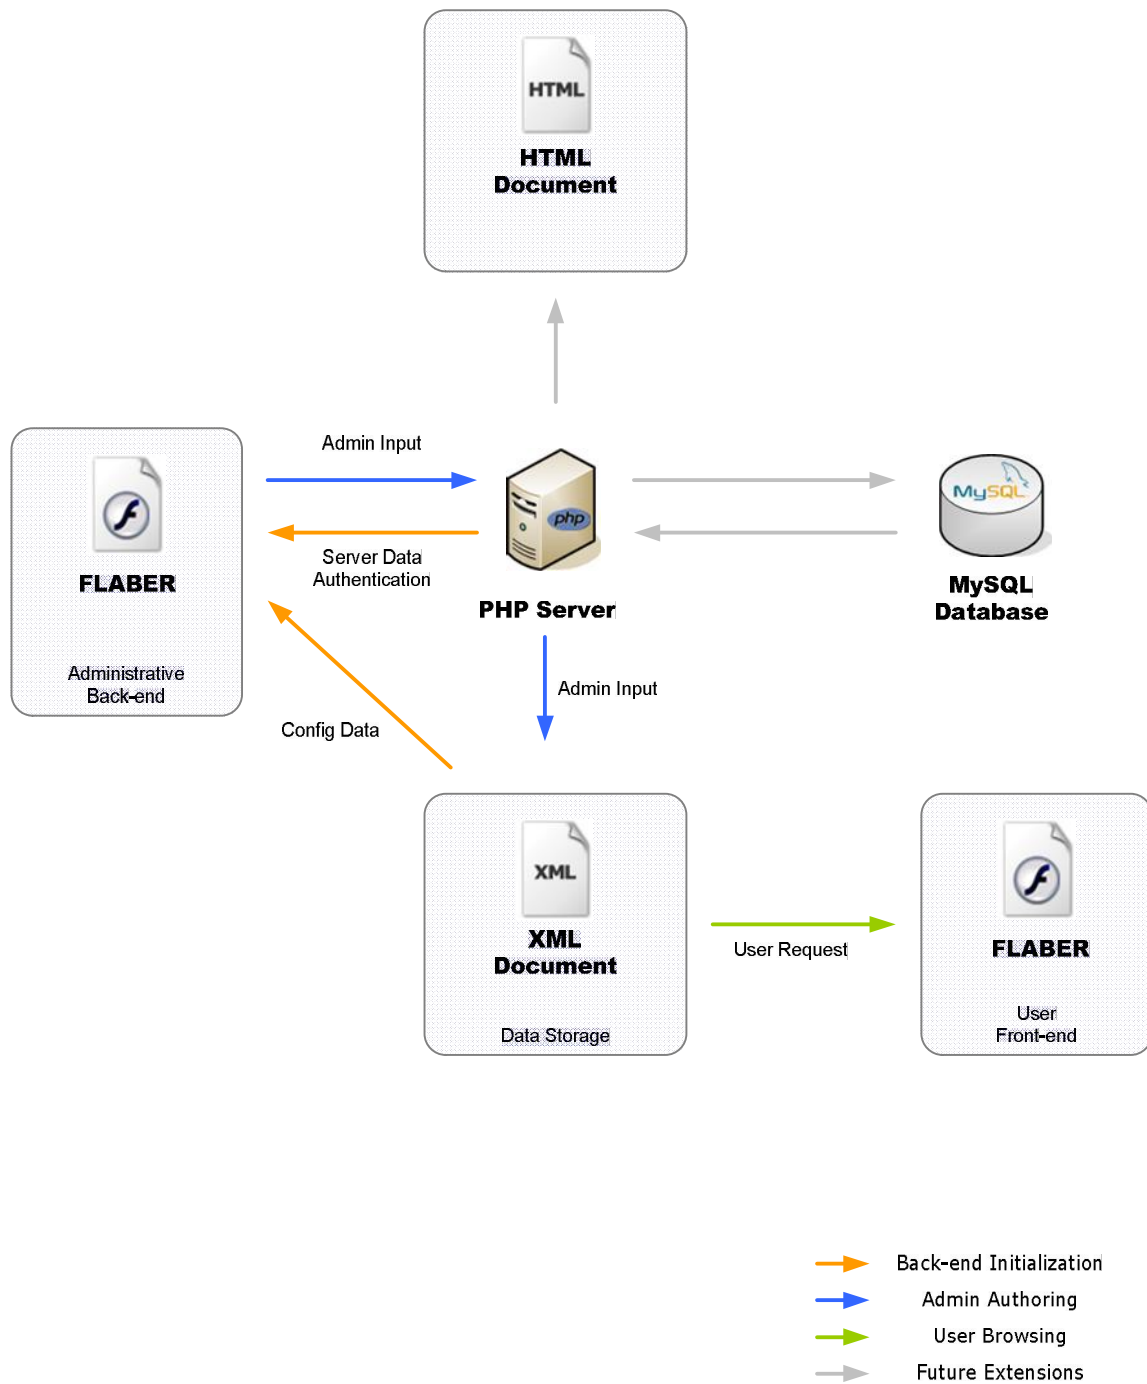 HTML
HTML
Document
Admin Input
php
MySQL
FLABER
Server Data
Authentication
PHP Server
MySQL
Database
Administrative
Back-end
Admin Input
Config Data
XML
XML
Document
Data Storage
User Request
FLABER
User
Front-end
Back-end Initialization
Admin Authoring
User Browsing
Future Extensions